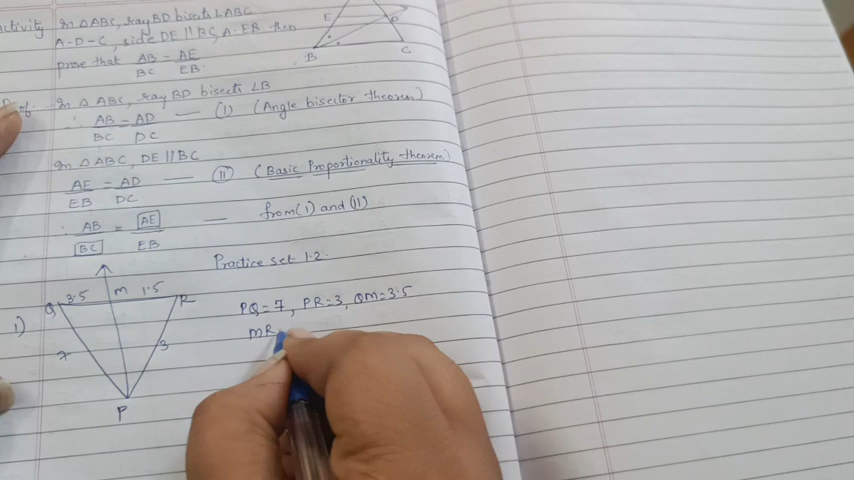 Activity In △ABC, ray BD bisects ∠ABC
A-D-C, side DE || BC, A-E-B then
prove that AB/BC = AE/EB.
E
D
B
C
In △ABC, ray BD bisects ∠B
∴ AB/BC = AD/DC — (I) (Angle bisector theorem)
In △ABC, DE || BC
AE/EB = AD/DC — (II) (Basic Proportionality theorem)
∴ AB/BC = AE/EB — from (I) and (II)
Practice set 1.2.
1)
Q 3.5 M 1.5 R
7
3
P
PQ = 7, PR = 3, QM = 3.5
MR